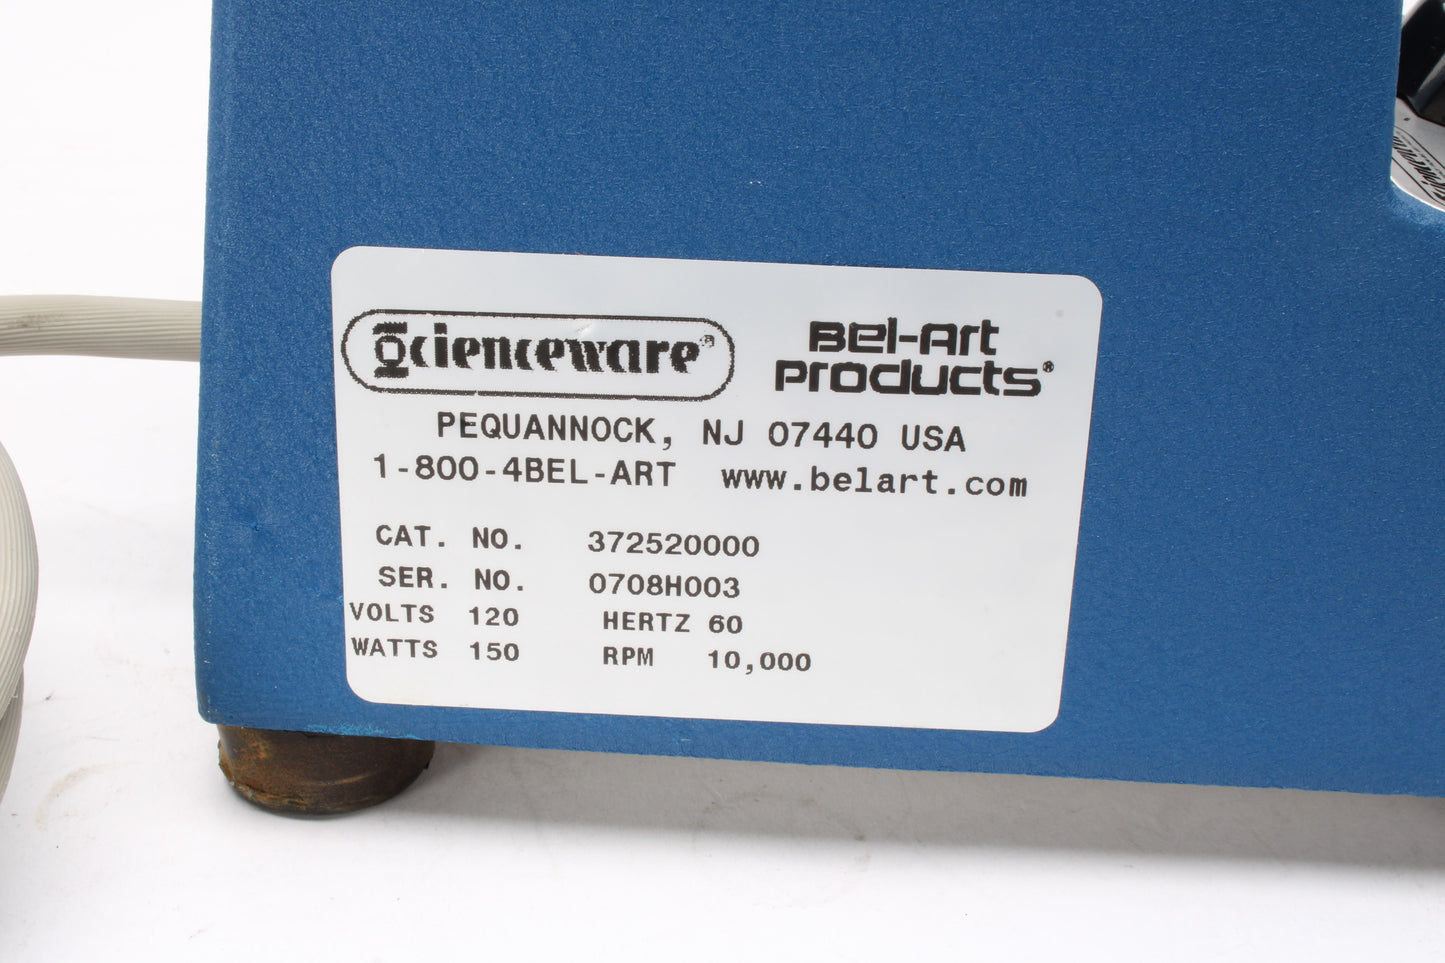 Scienceware®
Bel-Art
Products®
PEQUANNOCK, NJ 07440 USA
1-800-4BEL-ART www.belart.com
CAT. NO. 372520000
SER. NO. 0708H003
VOLTS 120 HERTZ 60
WATTS 150 RPM 10,000